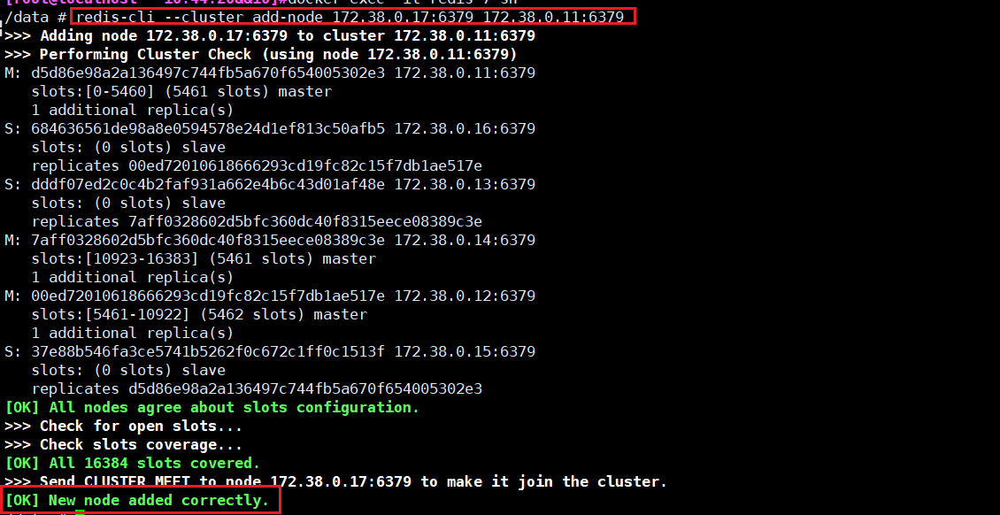 /data # redis-cli --cluster add-node 172.38.0.17:6379 172.38.0.11:6379
>>> Adding node 172.38.0.17:6379 to cluster 172.38.0.11:6379
>>> Performing Cluster Check (using node 172.38.0.11:6379)
M: d5d86e98a2a136497c744fb5a670f654005302e3 172.38.0.11:6379
slots:[0-5460] (5461 slots) master
1 additional replica(s)
S: 684636561de98a8e0594578e24d1ef813c50afb5 172.38.0.16:6379
slots: (0 slots) slave
replicates 00ed72010618666293cd19fc82c15f7db1ae517e
S: dddf07ed2c0c4b2faf931a662e4b6c43d01af48e 172.38.0.13:6379
slots: (0 slots) slave
replicates 7aff0328602d5bfc360dc40f8315eece08389c3e
M: 7aff0328602d5bfc360dc40f8315eece08389c3e 172.38.0.14:6379
slots:[10923-16383] (5461 slots) master
1 additional replica(s)
M: 00ed72010618666293cd19fc82c15f7db1ae517e 172.38.0.12:6379
slots:[5461-10922] (5462 slots) master
1 additional replica(s)
S: 37e88b546fa3ce5741b5262f0c672c1ff0c1513f 172.38.0.15:6379
slots: (0 slots) slave
replicates d5d86e98a2a136497c744fb5a670f654005302e3
[OK] All nodes agree about slots configuration.
>>> Check for open slots...
>>> Check slots coverage...
[OK] All 16384 slots covered.
>>> Send CLUSTER MEET to node 172.38.0.17:6379 to make it join the cluster.
[OK] New node added correctly.